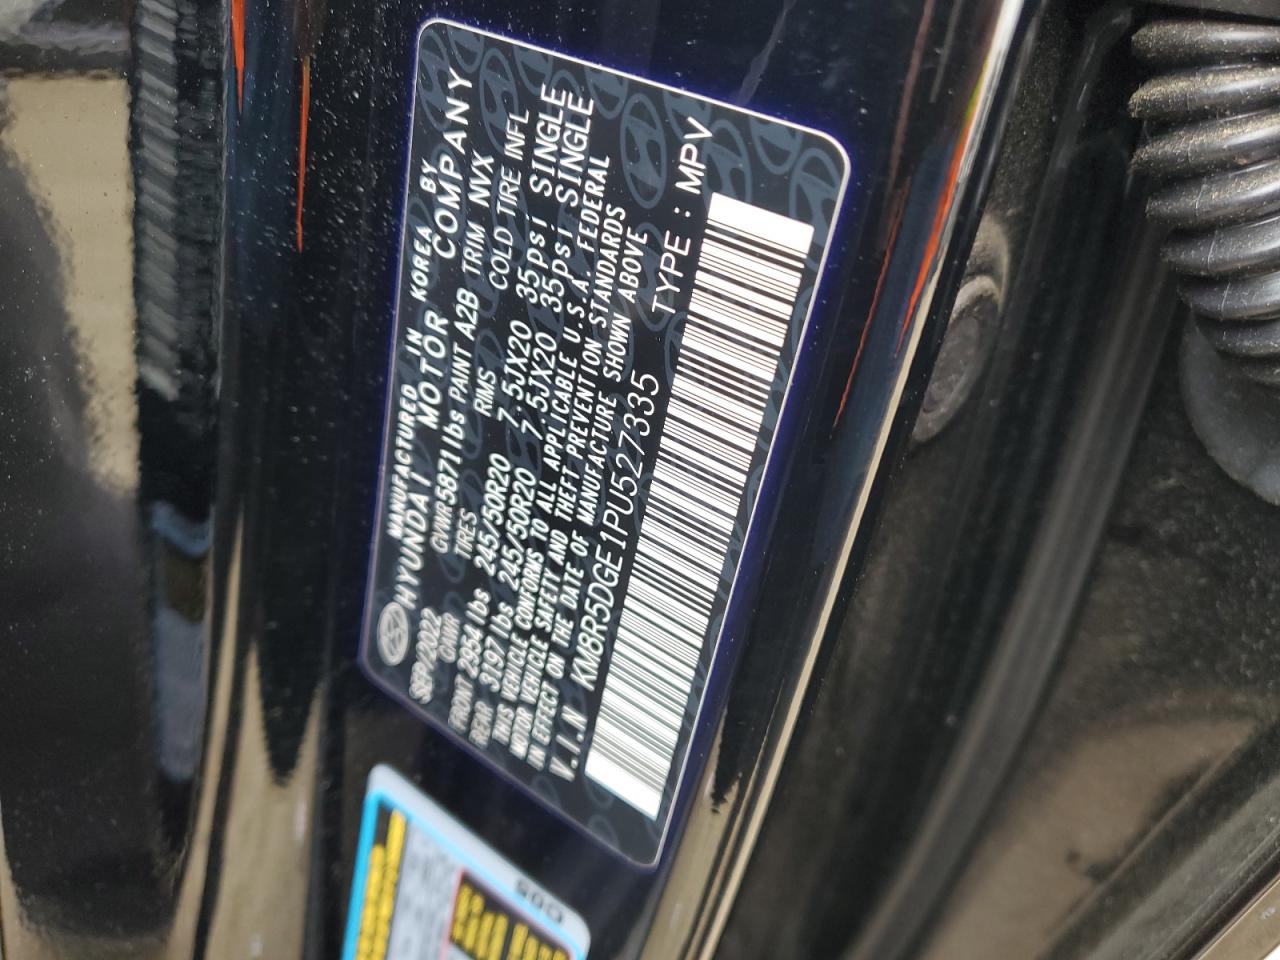 MANUFACTURED IN KOREA BY
HYUNDAI MOTOR COMPANY
SEP/2022 GVWR 5871lbs PAINT A2B TRIM NVX
GAWR TIRES RIMS COLD TIRE INFL
FRONT 2954 lbs 245/50R20 7.5JX20 35psi SINGLE
REAR 3197 lbs 245/50R20 7.5JX20 35psi SINGLE
THIS VEHICLE CONFORMS TO ALL APPLICABLE U.S.A. FEDERAL
MOTOR VEHICLE SAFETY AND THEFT PREVENTION STANDARDS
IN EFFECT ON THE DATE OF MANUFACTURE SHOWN ABOVE
V.I.N KM8R5DGE1PU527335 TYPE : MPV